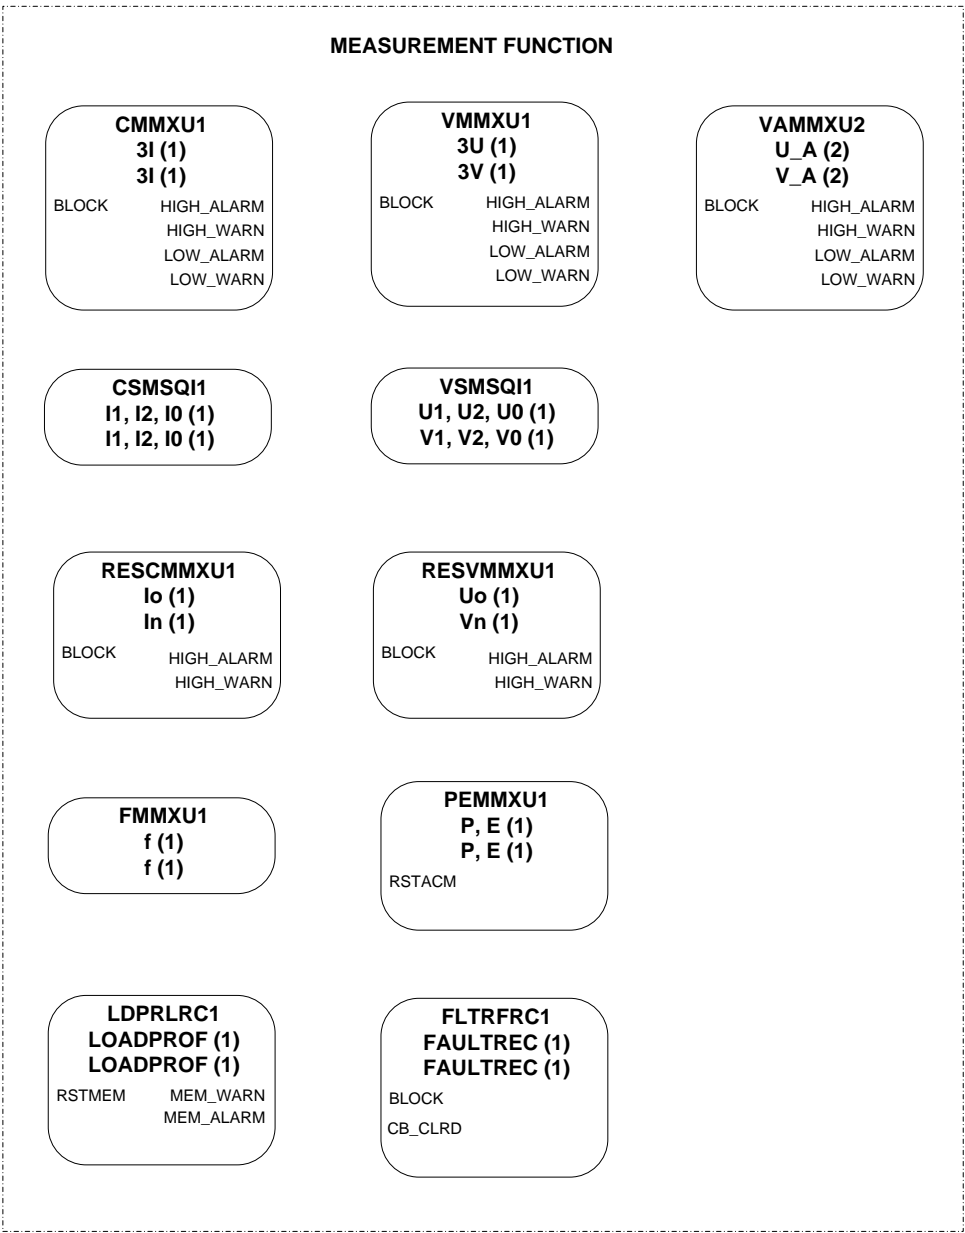 MEASUREMENT FUNCTION
CMMXU1
3I (1)
3I (1)
BLOCK HIGH_ALARM
HIGH_WARN
LOW_ALARM
LOW_WARN
VMMXU1
3U (1)
3V (1)
BLOCK HIGH_ALARM
HIGH_WARN
LOW_ALARM
LOW_WARN
VAMMXU2
U_A (2)
V_A (2)
BLOCK HIGH_ALARM
HIGH_WARN
LOW_ALARM
LOW_WARN
CSMSQI1
I1, I2, I0 (1)
I1, I2, I0 (1)
VSMSQI1
U1, U2, U0 (1)
V1, V2, V0 (1)
RESCMMXU1
Io (1)
In (1)
BLOCK HIGH_ALARM
HIGH_WARN
RESVMMXU1
Uo (1)
Vn (1)
BLOCK HIGH_ALARM
HIGH_WARN
FMMXU1
f (1)
f (1)
PEMMXU1
P, E (1)
P, E (1)
RSTACM
LDPRLRC1
LOADPROF (1)
LOADPROF (1)
RSTMEM MEM_WARN
MEM_ALARM
FLTRFRC1
FAULTREC (1)
FAULTREC (1)
BLOCK
CB_CLRD